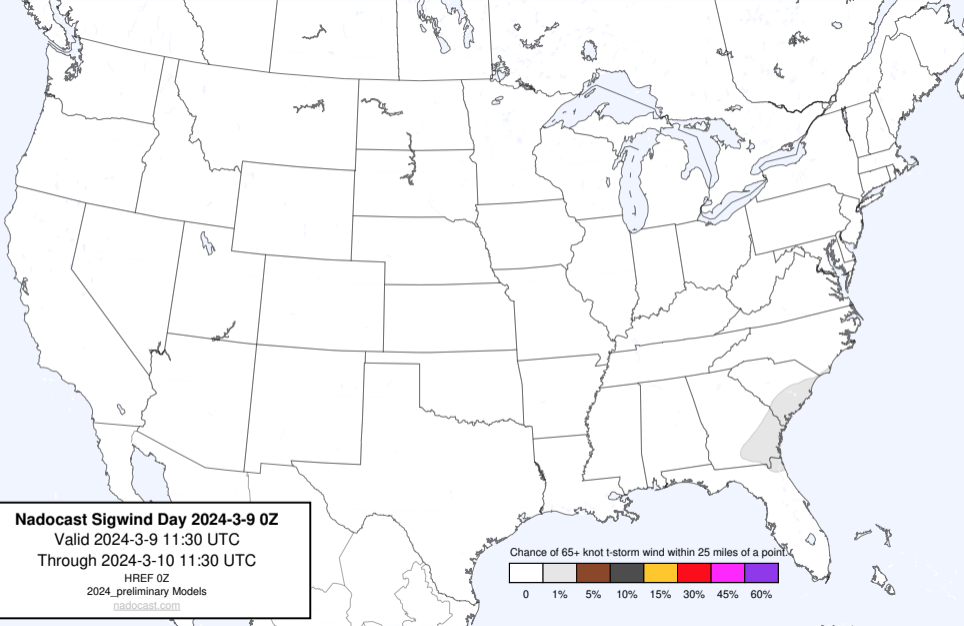 Nadocast Sigwind Day 2024-3-9 0Z
Valid 2024-3-9 11:30 UTC
Through 2024-3-10 11:30 UTC
HREF 0Z
2024_preliminary Models
nadocast.com
Chance of 65+ knot t-storm wind within 25 miles of a point.
0 1% 5% 10% 15% 30% 45% 60%